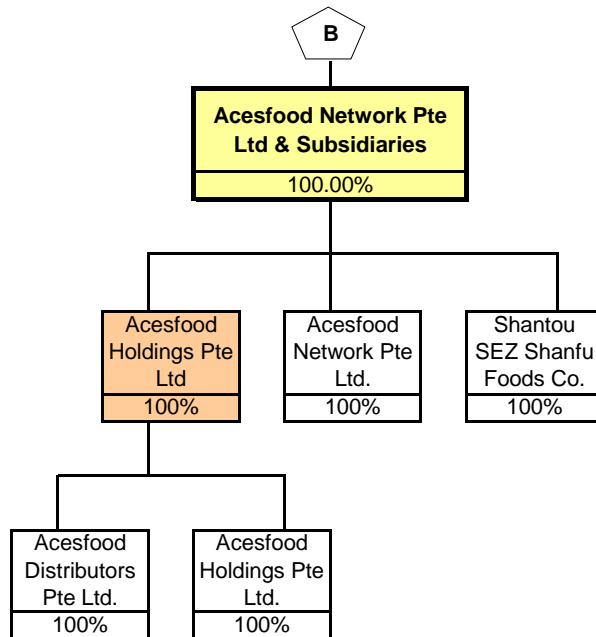 B
Acesfood Network Pte
Ltd & Subsidiaries
100.00%
Acesfood
Holdings Pte
Ltd
100%
Acesfood
Network Pte
Ltd.
100%
Shantou
SEZ Shanfu
Foods Co.
100%
Acesfood
Distributors
Pte Ltd.
100%
Acesfood
Holdings Pte
Ltd.
100%